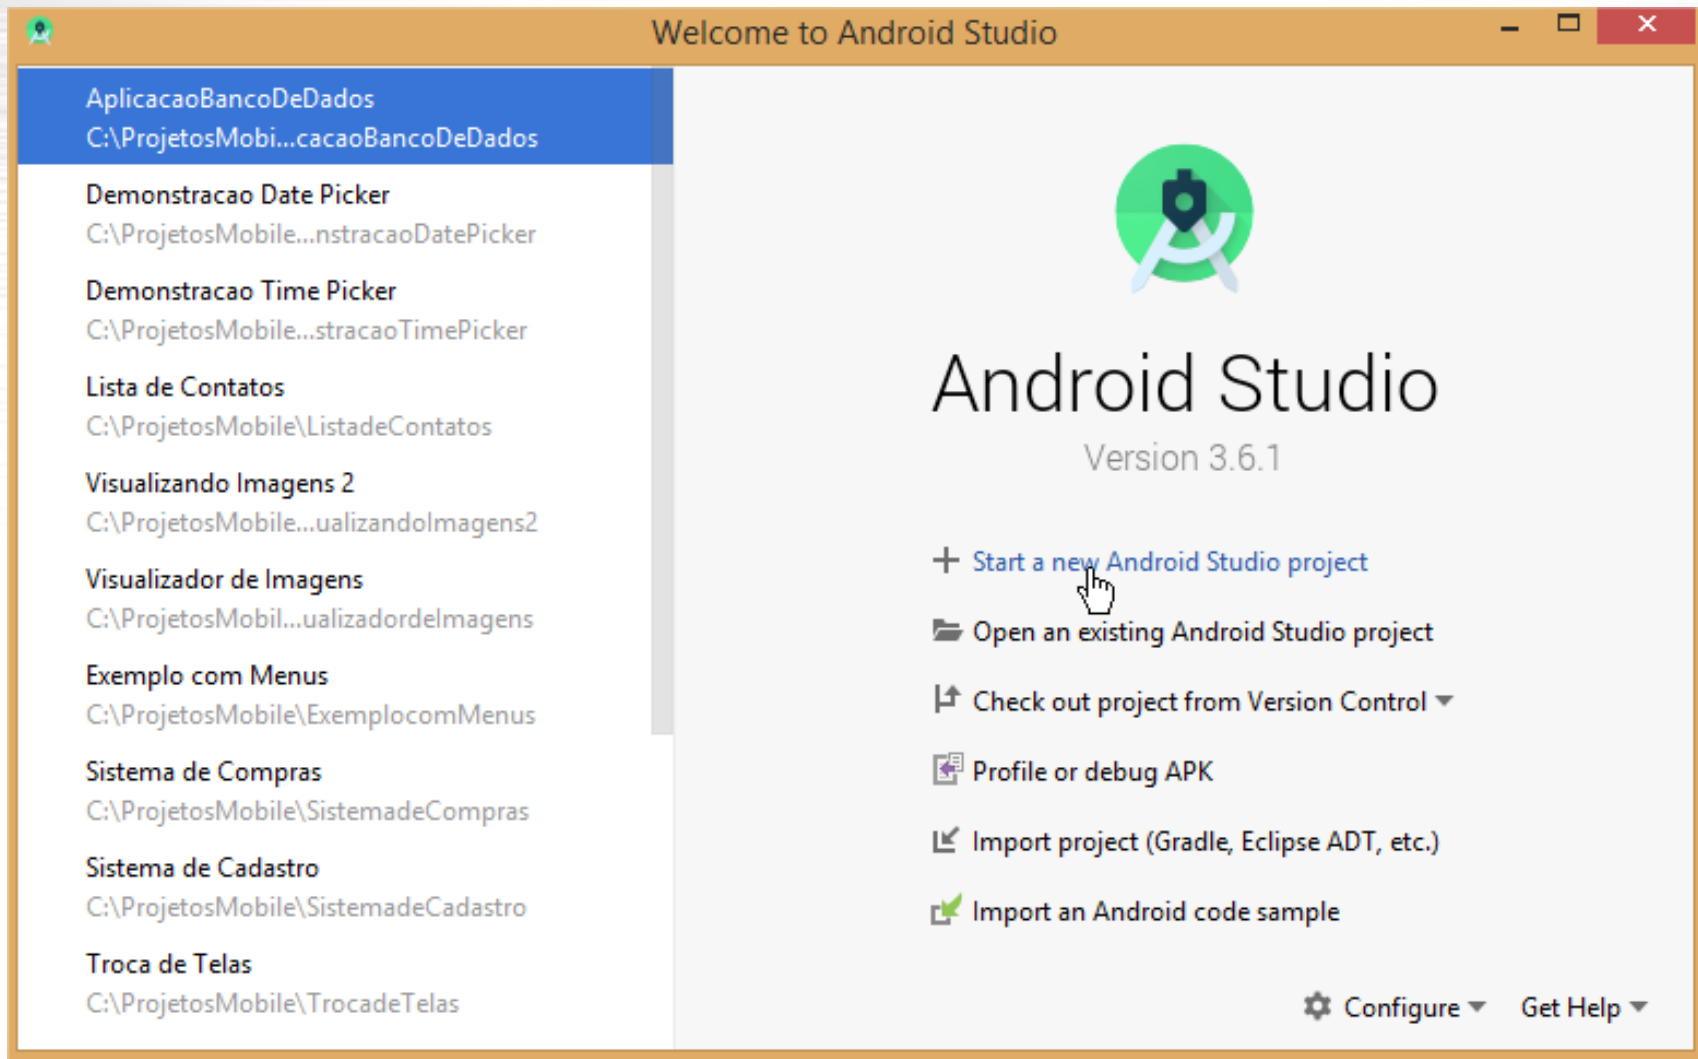 Welcome to Android Studio
AplicacaoBancoDeDados
C:\ProjetosMobi...cacaoBancoDeDados
Demonstracao Date Picker
C:\ProjetosMobile...nstracaoDatePicker
Demonstracao Time Picker
C:\ProjetosMobile...stracaoTimePicker
Lista de Contatos
C:\ProjetosMobile\ListadeContatos
Visualizando Imagens 2
C:\ProjetosMobile...ualizandoImagens2
Visualizador de Imagens
C:\ProjetosMobil...ualizadordeImagens
Exemplo com Menus
C:\ProjetosMobile\ExemplocomMenus
Sistema de Compras
C:\ProjetosMobile\SistemadeCompras
Sistema de Cadastro
C:\ProjetosMobile\SistemadeCadastro
Troca de Telas
C:\ProjetosMobile\TrocadeTelas
Android Studio
Version 3.6.1
Start a new Android Studio project
Open an existing Android Studio project
Check out project from Version Control
Profile or debug APK
Import project (Gradle, Eclipse ADT, etc.)
Import an Android code sample
Configure
Get Help